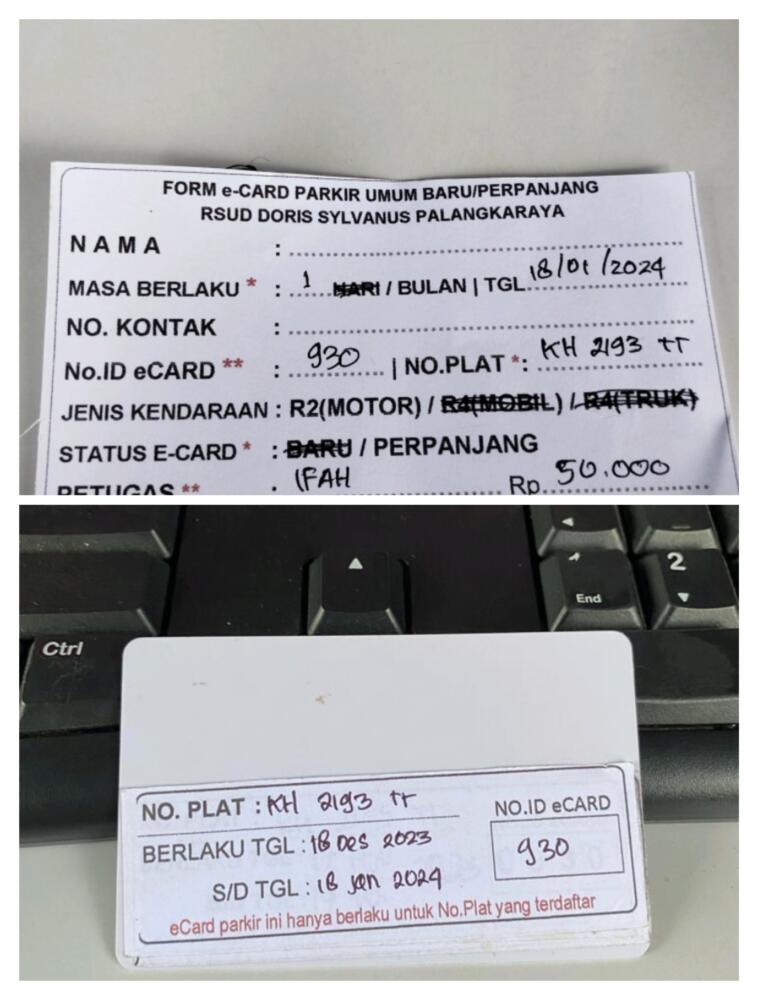 FORM e-CARD PARKIR UMUM BARU/PERPANJANG
RSUD DORIS SYLVANUS PALANGKARAYA
NAMA :
MASA BERLAKU * : 1 HARI / BULAN | TGL 18/01/2024
NO. KONTAK :
No.ID eCARD ** : 930 | NO.PLAT *: KH 2193 TT
JENIS KENDARAAN : R2(MOTOR) / R4(MOBIL) / R4(TRUK)
STATUS E-CARD * : BARU / PERPANJANG
PETUGAS ** : IFAH Rp. 50.000
End
2
Ctrl
NO. PLAT : KH 2193 TT
NO.ID eCARD
BERLAKU TGL : 18 Des 2023
930
S/D TGL : 18 Jan 2024
eCard parkir ini hanya berlaku untuk No.Plat yang terdaftar